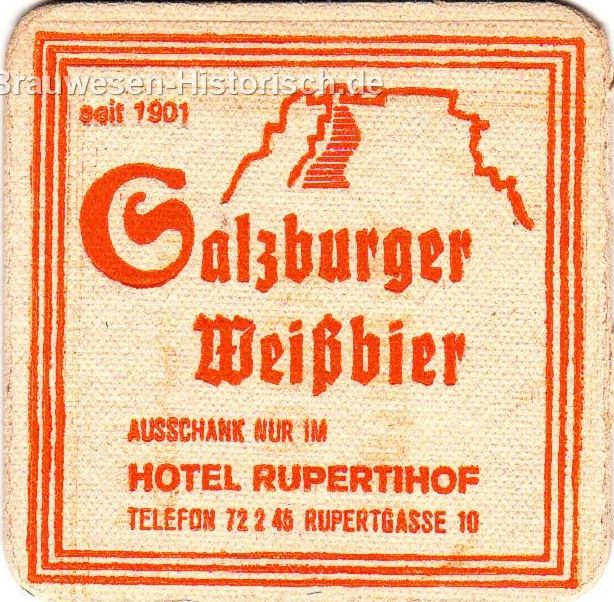 Brauwesen-Historisch.de
seit 1901
Salzburger
Weißbier
AUSSCHANK NUR IM
HOTEL RUPERTIHOF
TELEFON 72 2 45 RUPERTGASSE 10